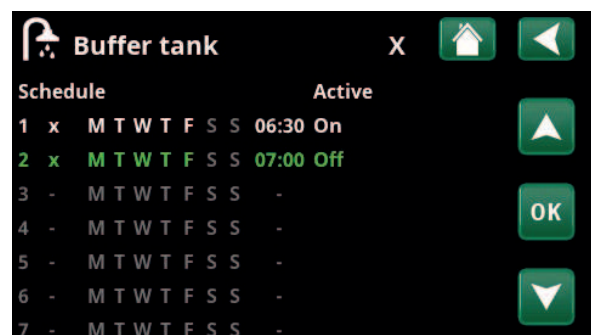 Buffer tank X
Schedule Active
1 x M T W T F S S 06:30 On
2 x M T W T F S S 07:00 Off
3 - M T W T F S S -
4 - M T W T F S S -
OK
5 - M T W T F S S -
6 - M T W T F S S -
7 - M T W T F S S -